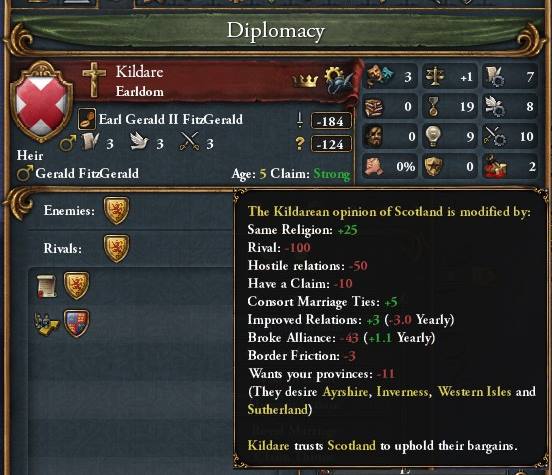 Diplomacy
Kildare
Earldom
Earl Gerald II FitzGerald
3 3 3
Heir
Gerald FitzGerald
Age: 5 Claim: Strong
-184
-124
3 +1 7
0 19 8
0 9 10
0% 0 2
Enemies:
Rivals:
The Kildarean opinion of Scotland is modified by:
Same Religion: +25
Rival: -100
Hostile relations: -50
Have a Claim: -10
Consort Marriage Ties: +5
Improved Relations: +3 (-3.0 Yearly)
Broke Alliance: -43 (+1.1 Yearly)
Border Friction: -3
Wants your provinces: -11
(They desire Ayrshire, Inverness, Western Isles and
Sutherland)
Kildare trusts Scotland to uphold their bargains.